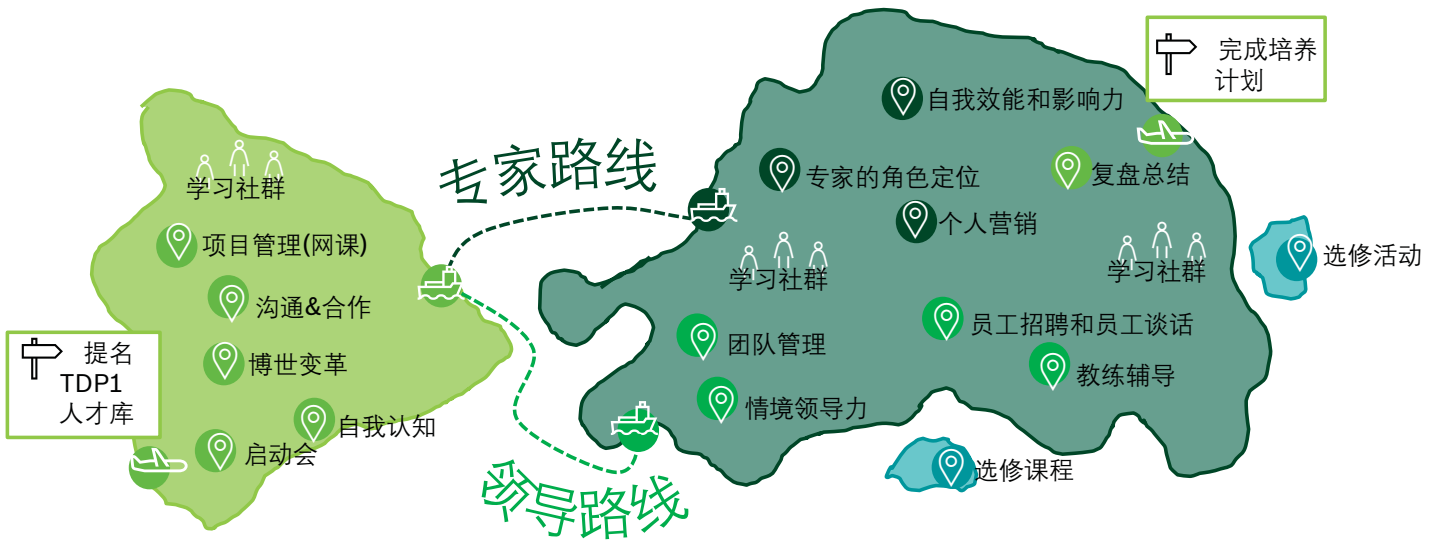 学习社群
项目管理(网课)
沟通&合作
提名
TDP1
人才库
博世变革
自我认知
启动会
专家路线
领导路线
完成培养
计划
自我效能和影响力
专家的角色定位
复盘总结
个人营销
学习社群
学习社群
团队管理
员工招聘和员工谈话
教练辅导
情境领导力
选修活动
选修课程